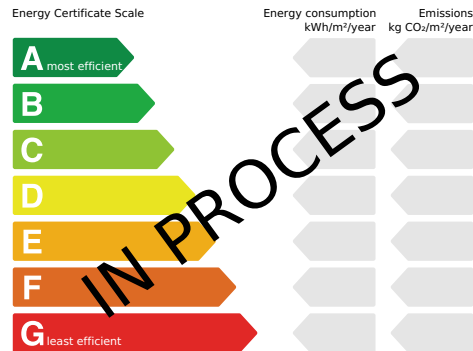 Energy Certificate Scale
Energy consumption
kWh/m²/year
Emissions
kg CO₂/m²/year
A most efficient
B
C
D
E
F
G least efficient
IN PROCESS